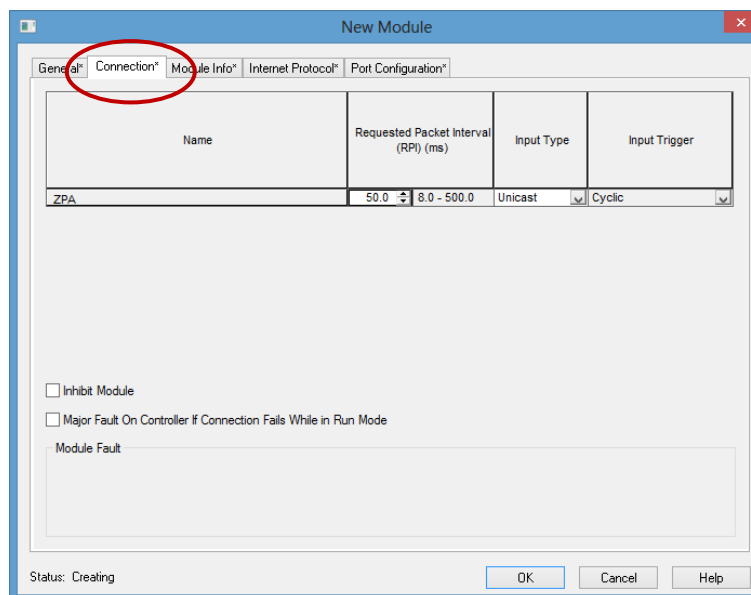 New Module
General* Connection* Module Info* Internet Protocol* Port Configuration*
Name Requested Packet Interval (RPI) (ms) Input Type Input Trigger
ZPA 50.0 8.0 - 500.0 Unicast Cyclic
Inhibit Module
Major Fault On Controller If Connection Fails While in Run Mode
Module Fault
Status: Creating OK Cancel Help